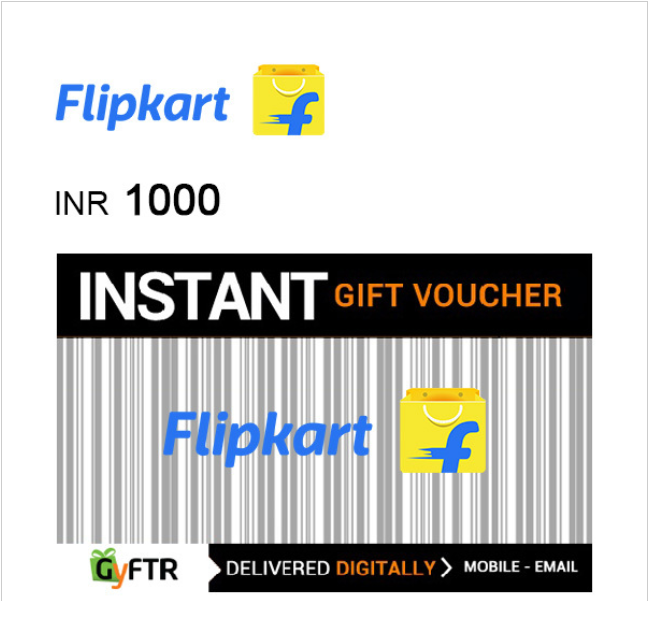 Flipkart
INR 1000
INSTANT GIFT VOUCHER
Flipkart
GyFTR DELIVERED DIGITALLY MOBILE - EMAIL